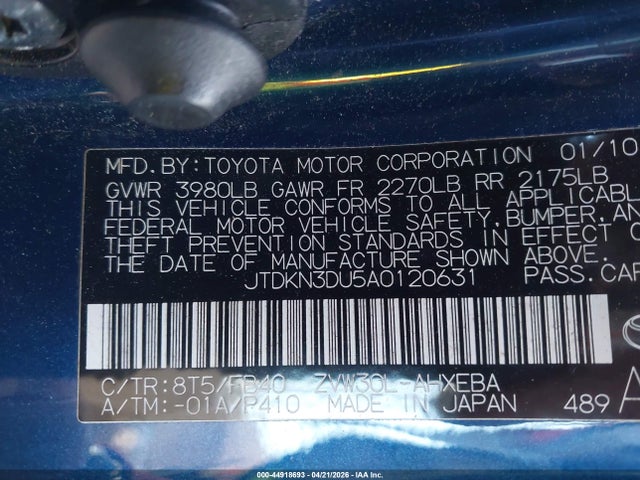 MFD.BY:TOYOTA MOTOR CORPORATION 01/10
GVWR 3980LB GAWR FR 2270LB RR 2175LB
THIS VEHICLE CONFORMS TO ALL APPLICABLE
FEDERAL MOTOR VEHICLE SAFETY, BUMPER, AN
THEFT PREVENTION STANDARDS IN EFFECT ON
THE DATE OF MANUFACTURE SHOWN ABOVE.
JTDKN3DU5A0120631 PASS.CAR
C/TR:8T5/FB40 ZVW30L-AHXEBA
A/TM:-01A/P410 MADE IN JAPAN 489
000-44918693 - 04/21/2026 - IAA Inc.